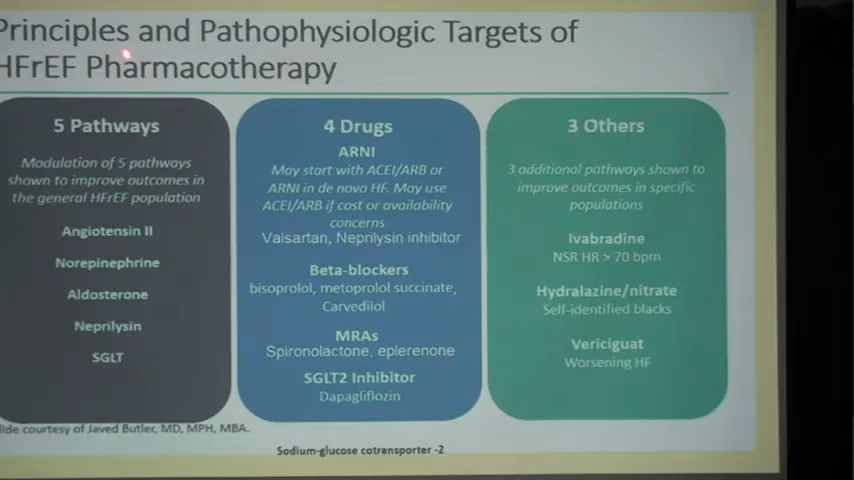 Principles and Pathophysiologic Targets of
HFrEF Pharmacotherapy
5 Pathways
Modulation of 5 pathways
shown to improve outcomes in
the general HFrEF population
Angiotensin II
Norepinephrine
Aldosterone
Neprilysin
SGLT
4 Drugs
ARNI
May start with ACEI/ARB or
ARNI in de novo HF. May use
ACEI/ARB if cost or availability
concerns
Valsartan, Neprilysin inhibitor
Beta-blockers
bisoprolol, metoprolol succinate,
Carvedilol
MRAs
Spironolactone, eplerenone
SGLT2 Inhibitor
Dapagliflozin
3 Others
3 additional pathways shown to
improve outcomes in specific
populations
Ivabradine
NSR HR > 70 bpm
Hydralazine/nitrate
Self-identified blacks
Vericiguat
Worsening HF
lide courtesy of Javed Butler, MD, MPH, MBA.
Sodium-glucose cotransporter -2